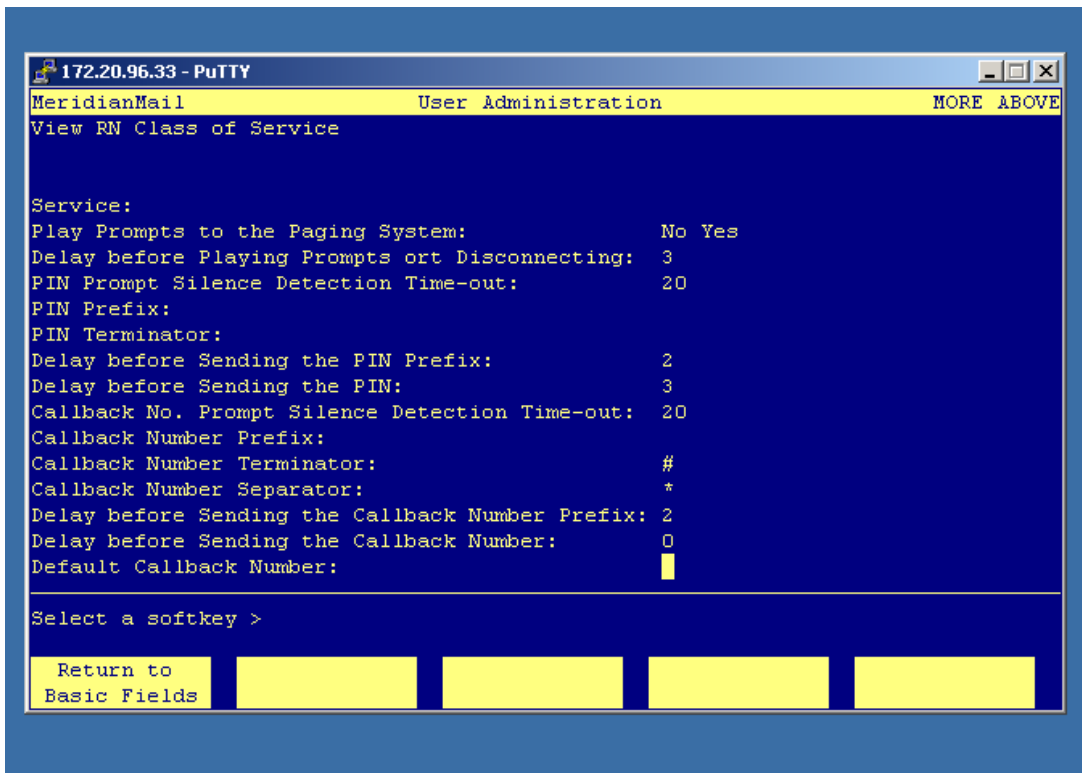 172.20.96.33 - PuTTY
MeridianMail User Administration MORE ABOVE
View RN Class of Service
Service:
Play Prompts to the Paging System: No Yes
Delay before Playing Prompts ort Disconnecting: 3
PIN Prompt Silence Detection Time-out: 20
PIN Prefix:
PIN Terminator:
Delay before Sending the PIN Prefix: 2
Delay before Sending the PIN: 3
Callback No. Prompt Silence Detection Time-out: 20
Callback Number Prefix:
Callback Number Terminator: #
Callback Number Separator: *
Delay before Sending the Callback Number Prefix: 2
Delay before Sending the Callback Number: 0
Default Callback Number:
Select a softkey >
Return to
Basic Fields